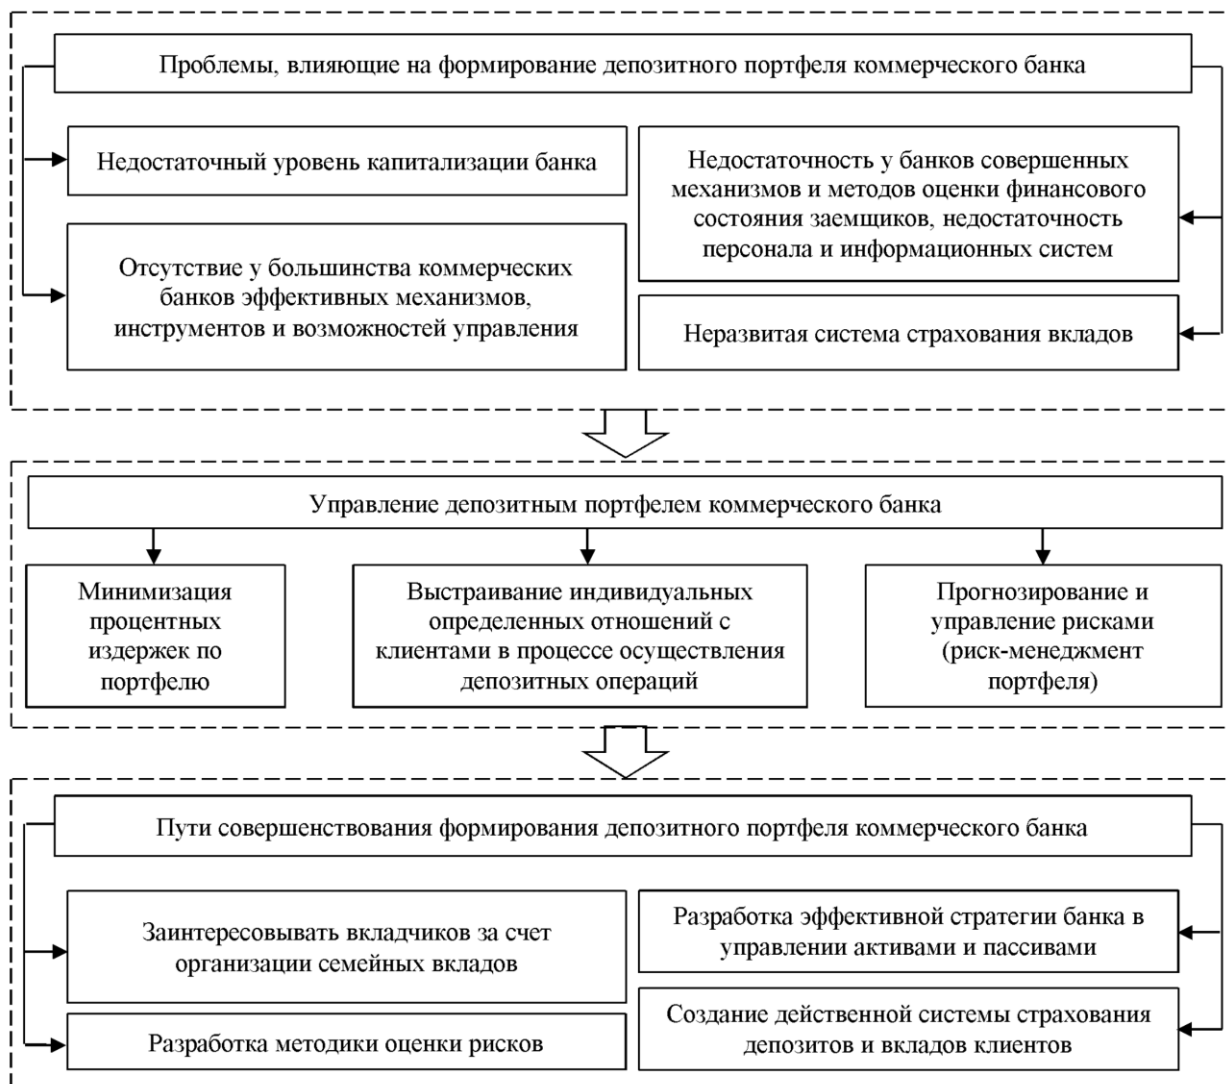 Проблемы, влияющие на формирование депозитного портфеля коммерческого банка
Недостаточный уровень капитализации банка
Отсутствие у большинства коммерческих
банков эффективных механизмов,
инструментов и возможностей управления
Недостаточность у банков совершенных
механизмов и методов оценки финансового
состояния заемщиков, недостаточность
персонала и информационных систем
Неразвитая система страхования вкладов
Управление депозитным портфелем коммерческого банка
Минимизация
процентных
издержек по
портфелю
Выстраивание индивидуальных
определенных отношений с
клиентами в процессе осуществления
депозитных операций
Прогнозирование и
управление рисками
(риск-менеджмент
портфеля)
Пути совершенствования формирования депозитного портфеля коммерческого банка
Заинтересовывать вкладчиков за счет
организации семейных вкладов
Разработка методики оценки рисков
Разработка эффективной стратегии банка в
управлении активами и пассивами
Создание действенной системы страхования
депозитов и вкладов клиентов